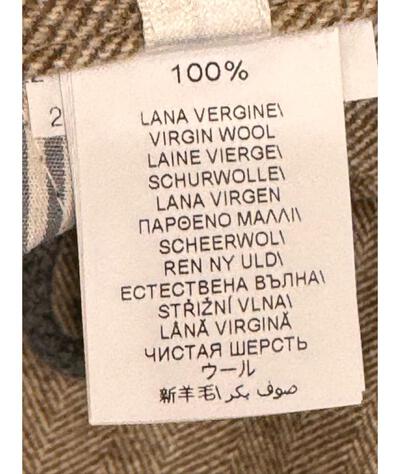 100%
2
LANA VERGINE\
VIRGIN WOOL
LAINE VIERGE\
SCHURWOLLE\
LANA VIRGEN
ΠΑΡΘΕΝΟ ΜΑΛΛΙ\
SCHEERWOL\
REN NY ULD\
ЕСТЕСТВЕНА ВЪЛНА\
STŘIŽNÍ VLNA\
LÂNĂ VIRGINĂ
ЧИСТАЯ ШЕРСТЬ
ウール
新羊毛\صوف بكر